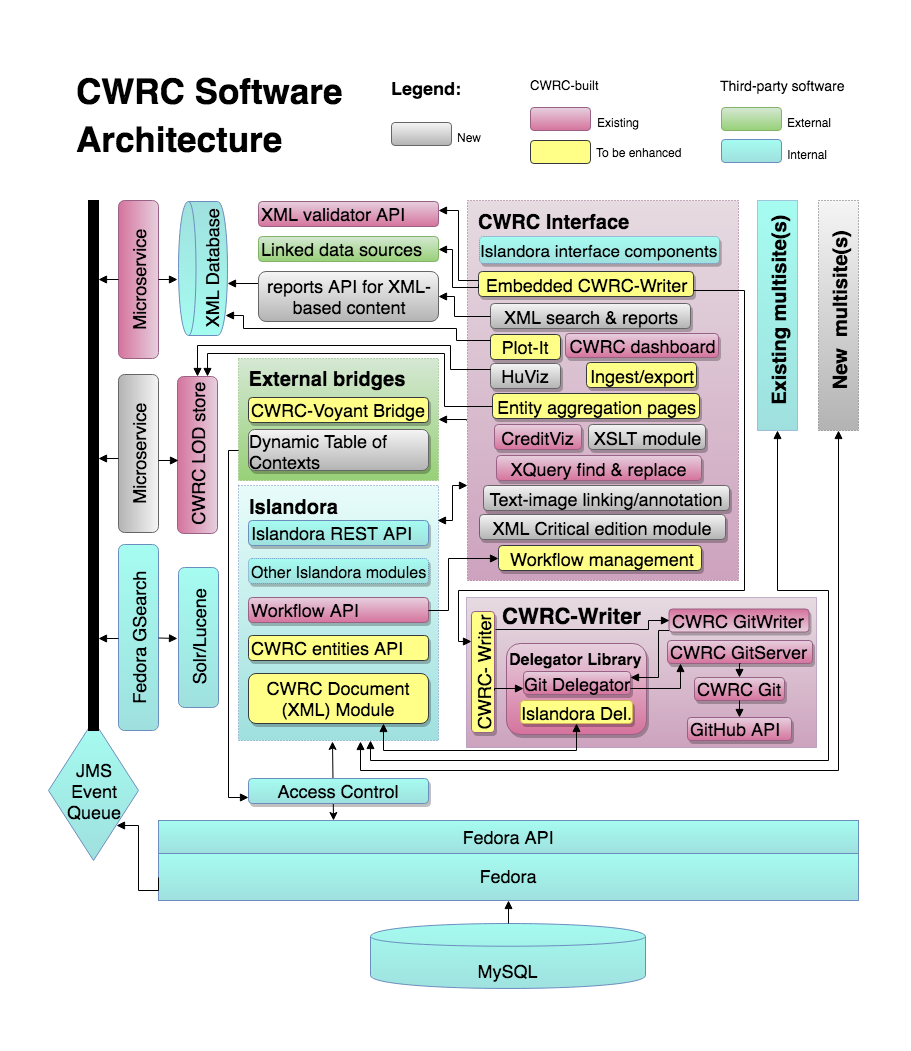 CWRC Software
Architecture
Legend:
New
CWRC-built
Existing
To be enhanced
Third-party software
External
Internal
Microservice
XML Database
XML validator API
Linked data sources
reports API for XML-
based content
CWRC Interface
Islandora interface components
Embedded CWRC-Writer
XML search & reports
Plot-It
CWRC dashboard
HuViz
Ingest/export
Entity aggregation pages
CreditViz
XSLT module
XQuery find & replace
Text-image linking/annotation
XML Critical edition module
Workflow management
Existing multisite(s)
New multisite(s)
Microservice
CWRC LOD store
External bridges
CWRC-Voyant Bridge
Dynamic Table of
Contexts
Islandora
Islandora REST API
Other Islandora modules
Workflow API
CWRC entities API
CWRC Document
(XML) Module
Fedora GSearch
Solr/Lucene
CWRC-Writer
CWRC- Writer
Delegator Library
Git Delegator
Islandora Del.
CWRC GitWriter
CWRC GitServer
CWRC Git
GitHub API
JMS
Event
Queue
Access Control
Fedora API
Fedora
MySQL